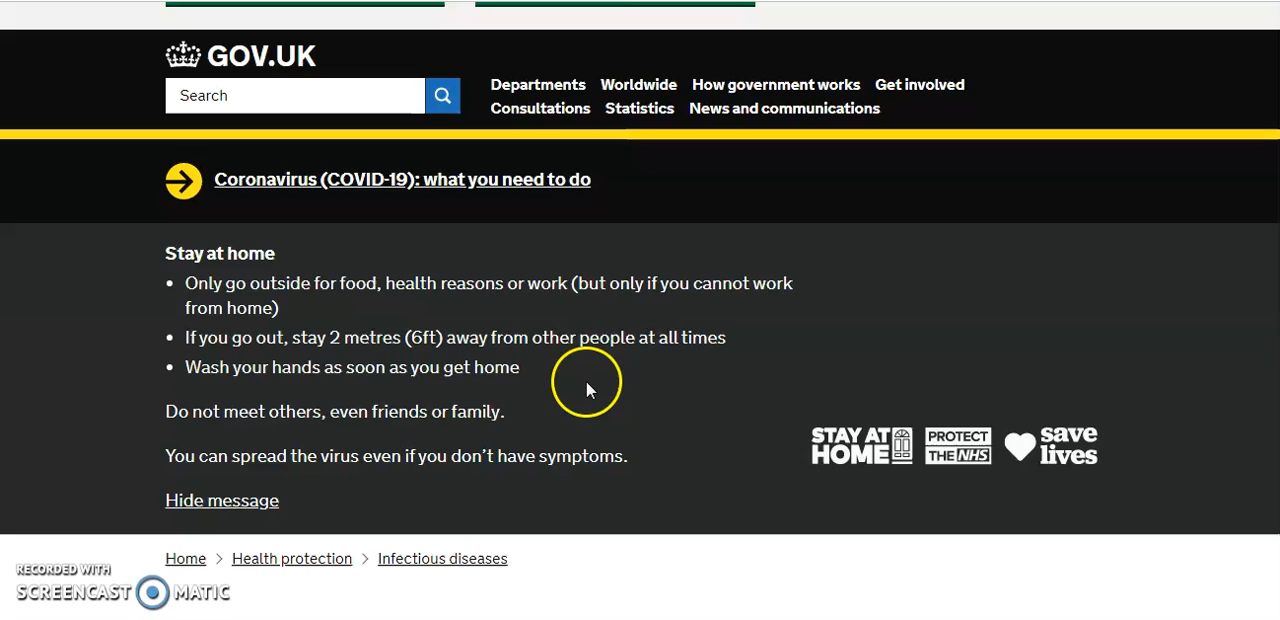 GOV.UK
Search
Departments Worldwide How government works Get involved
Consultations Statistics News and communications
Coronavirus (COVID-19): what you need to do
Stay at home
• Only go outside for food, health reasons or work (but only if you cannot work
from home)
• If you go out, stay 2 metres (6ft) away from other people at all times
• Wash your hands as soon as you get home
Do not meet others, even friends or family.
You can spread the virus even if you don’t have symptoms.
STAY AT
HOME
PROTECT
THE NHS
save
lives
Hide message
Home > Health protection > Infectious diseases
RECORDED WITH
SCREENCAST MATIC